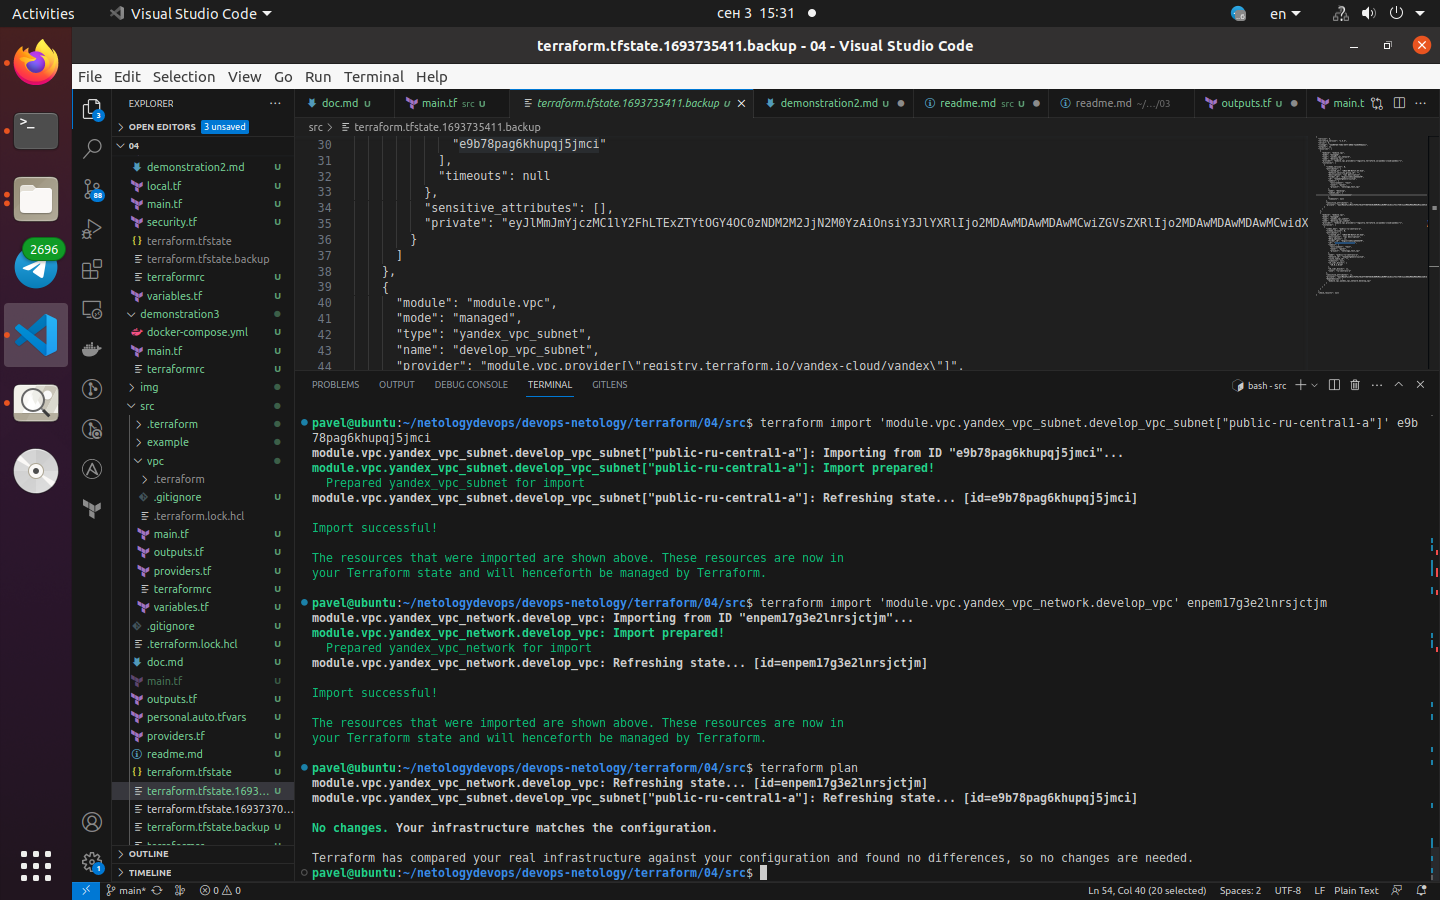 Activities
Visual Studio Code
сен 3 15:31
en
terraform.tfstate.1693735411.backup - 04 - Visual Studio Code
File Edit Selection View Go Run Terminal Help
EXPLORER
OPEN EDITORS 3 unsaved
04
demonstration2.md U
local.tf U
main.tf U
security.tf U
terraform.tfstate
terraform.tfstate.backup
terraformrc U
variables.tf U
demonstration3
docker-compose.yml U
main.tf U
terraformrc U
img
src
.terraform
example
vpc
.terraform
.gitignore U
.terraform.lock.hcl
main.tf U
outputs.tf U
providers.tf U
terraformrc U
variables.tf U
.gitignore U
.terraform.lock.hcl U
doc.md U
main.tf U
outputs.tf U
personal.auto.tfvars U
providers.tf U
readme.md U
terraform.tfstate U
terraform.tfstate.1693... U
terraform.tfstate.16937370...
terraform.tfstate.backup U
OUTLINE
TIMELINE
3
88
1
2696
doc.md U
main.tf src U
terraform.tfstate.1693735411.backup U
demonstration2.md U
readme.md src U
readme.md ~/.../03
outputs.tf U
main.t
src > terraform.tfstate.1693735411.backup
30 "e9b78pag6khupqj5jmci"
31 ],
32 "timeouts": null
33 },
34 "sensitive_attributes": [],
35 "private": "eyJlMmJmYjczMC1lY2FhLTExZTYtOGY4OC0zNDM2M2JjN2M0YzAiOnsiY3JlYXRlIjo2MDAwMDAwMDAwMCwiZGVsZXRlIjo2MDAwMDAwMDAwMCwidX
36 }
37 ]
38 },
39 {
40 "module": "module.vpc",
41 "mode": "managed",
42 "type": "yandex_vpc_subnet",
43 "name": "develop_vpc_subnet",
44 "provider": "module.vpc.provider[\"registry.terraform.io/yandex-cloud/yandex\"]",
PROBLEMS OUTPUT DEBUG CONSOLE TERMINAL GITLENS
bash - src
pavel@ubuntu:~/netologydevops/devops-netology/terraform/04/src$ terraform import 'module.vpc.yandex_vpc_subnet.develop_vpc_subnet["public-ru-central1-a"]' e9b
78pag6khupqj5jmci
module.vpc.yandex_vpc_subnet.develop_vpc_subnet["public-ru-central1-a"]: Importing from ID "e9b78pag6khupqj5jmci"...
module.vpc.yandex_vpc_subnet.develop_vpc_subnet["public-ru-central1-a"]: Import prepared!
Prepared yandex_vpc_subnet for import
module.vpc.yandex_vpc_subnet.develop_vpc_subnet["public-ru-central1-a"]: Refreshing state... [id=e9b78pag6khupqj5jmci]
Import successful!
The resources that were imported are shown above. These resources are now in
your Terraform state and will henceforth be managed by Terraform.
pavel@ubuntu:~/netologydevops/devops-netology/terraform/04/src$ terraform import 'module.vpc.yandex_vpc_network.develop_vpc' enpem17g3e2lnrsjctjm
module.vpc.yandex_vpc_network.develop_vpc: Importing from ID "enpem17g3e2lnrsjctjm"...
module.vpc.yandex_vpc_network.develop_vpc: Import prepared!
Prepared yandex_vpc_network for import
module.vpc.yandex_vpc_network.develop_vpc: Refreshing state... [id=enpem17g3e2lnrsjctjm]
Import successful!
The resources that were imported are shown above. These resources are now in
your Terraform state and will henceforth be managed by Terraform.
pavel@ubuntu:~/netologydevops/devops-netology/terraform/04/src$ terraform plan
module.vpc.yandex_vpc_network.develop_vpc: Refreshing state... [id=enpem17g3e2lnrsjctjm]
module.vpc.yandex_vpc_subnet.develop_vpc_subnet["public-ru-central1-a"]: Refreshing state... [id=e9b78pag6khupqj5jmci]
No changes. Your infrastructure matches the configuration.
Terraform has compared your real infrastructure against your configuration and found no differences, so no changes are needed.
pavel@ubuntu:~/netologydevops/devops-netology/terraform/04/src$
main* 0 0
Ln 54, Col 40 (20 selected) Spaces: 2 UTF-8 LF Plain Text